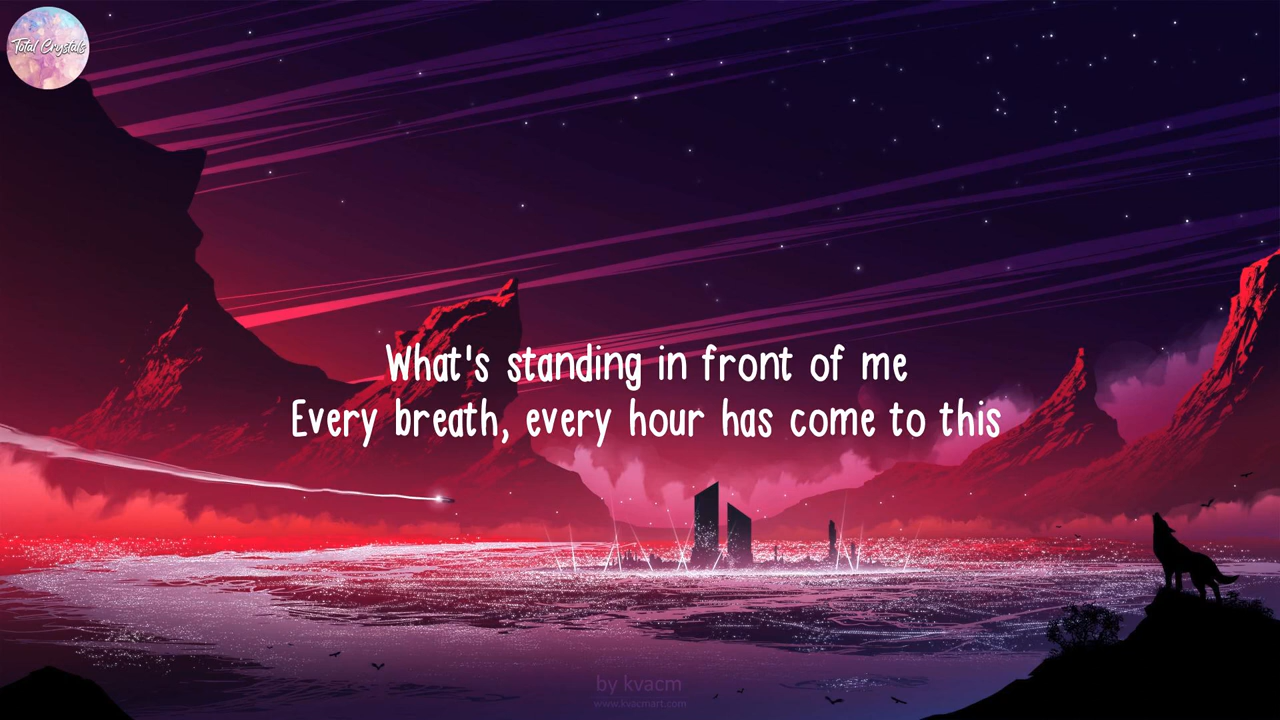 Total Crystals
What's standing in front of me
Every breath, every hour has come to this
by kvacm
www.kvacmart.com